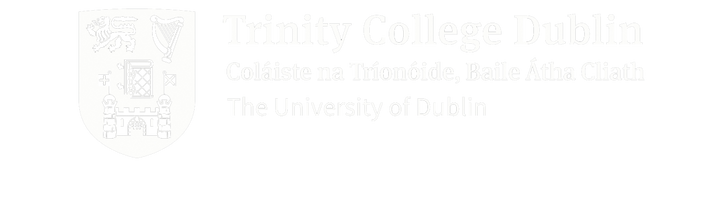 Trinity College Dublin
Coláiste na Tríonóide, Baile Átha Cliath
The University of Dublin